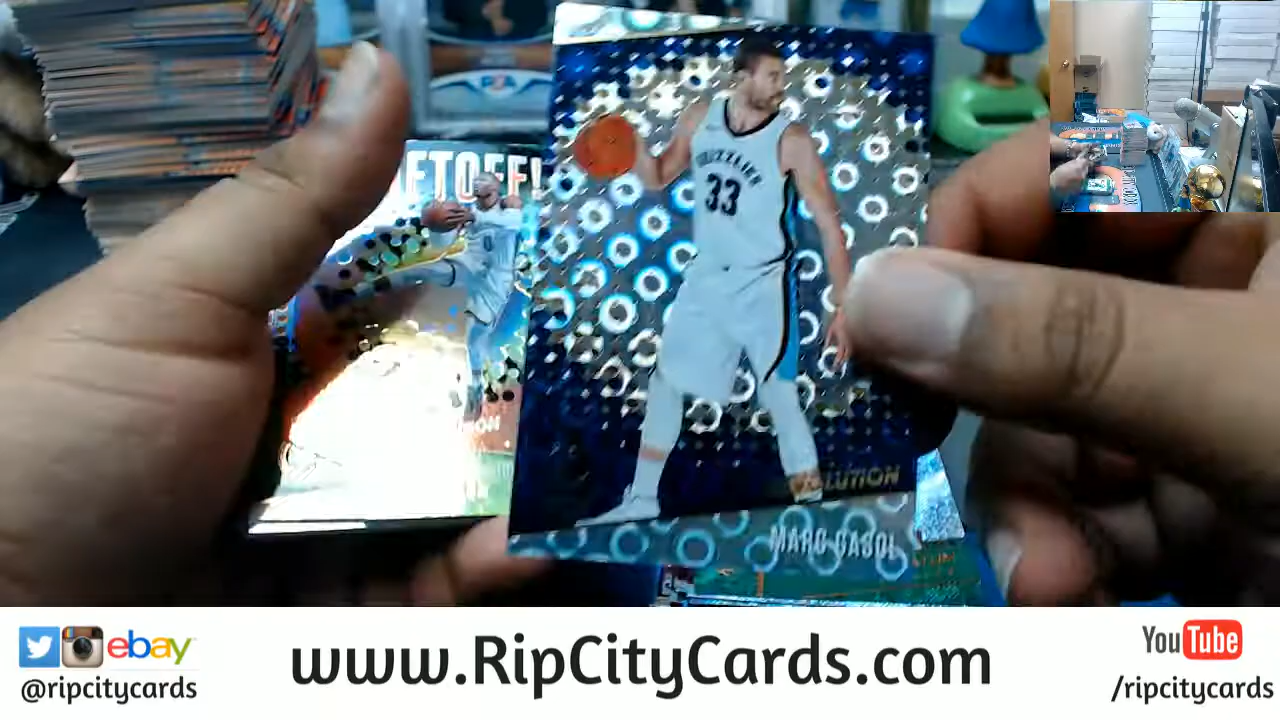 FTOFF!
GRIZZLIES
33
LUTION
MARC GASOL
ebay
@ripcitycards
www.RipCityCards.com
YouTube
/ripcitycards